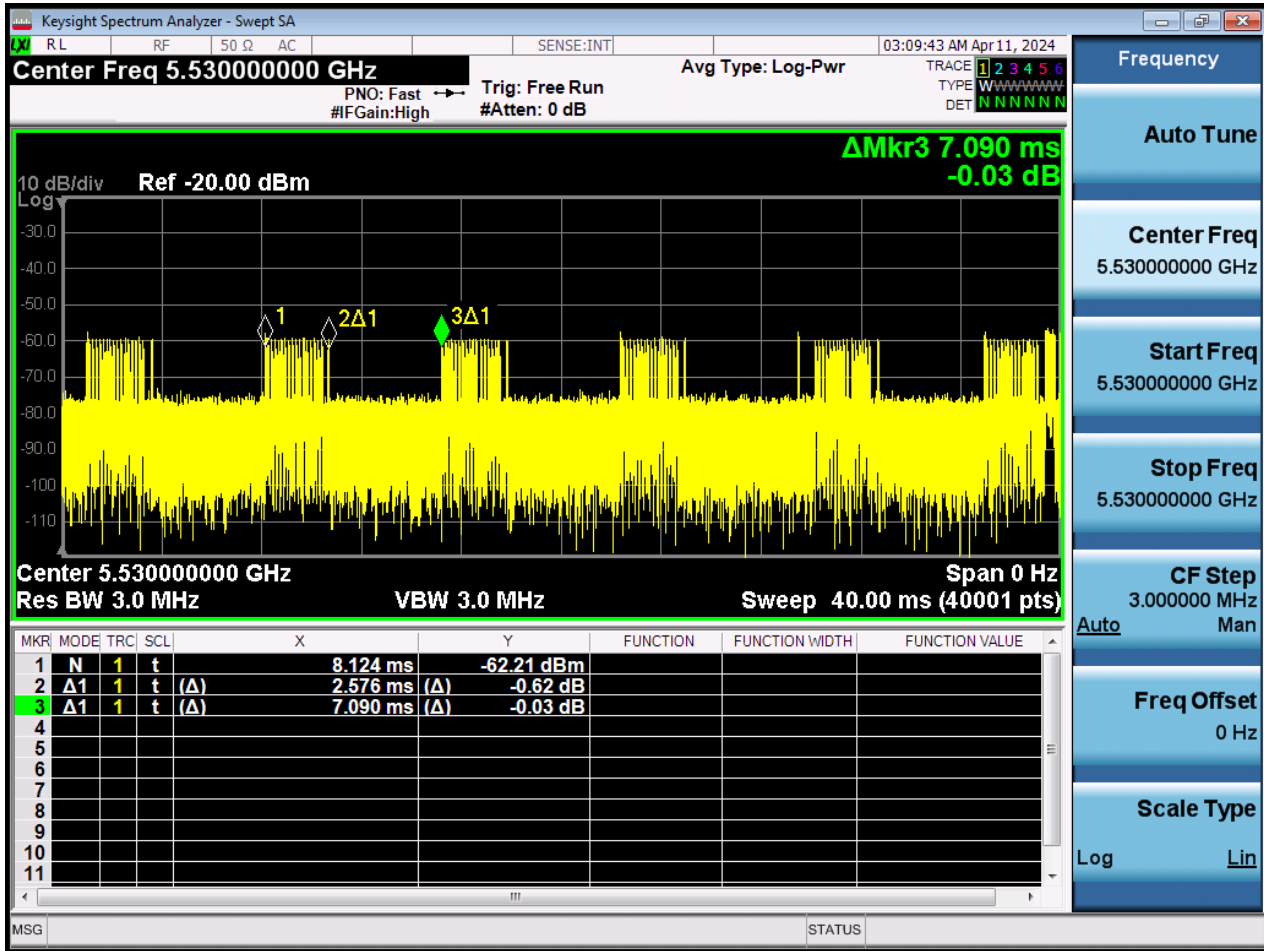 Keysight Spectrum Analyzer - Swept SA
LXI RL RF 50 Ω AC SENSE:INT 03:09:43 AM Apr 11, 2024
Center Freq 5.530000000 GHz
PNO: Fast
#IFGain:High
Trig: Free Run
#Atten: 0 dB
Avg Type: Log-Pwr
TRACE 1 2 3 4 5 6
TYPE WWWWWW
DET N N N N N N
ΔMkr3 7.090 ms
-0.03 dB
10 dB/div Ref -20.00 dBm
Log
-30.0
-40.0
-50.0
-60.0
-70.0
-80.0
-90.0
-100
-110
1 2Δ1 3Δ1
Center 5.530000000 GHz Span 0 Hz
Res BW 3.0 MHz VBW 3.0 MHz Sweep 40.00 ms (40001 pts)
MKR MODE TRC SCL X Y FUNCTION FUNCTION WIDTH FUNCTION VALUE
1 N 1 t 8.124 ms -62.21 dBm
2 Δ1 1 t (Δ) 2.576 ms (Δ) -0.62 dB
3 Δ1 1 t (Δ) 7.090 ms (Δ) -0.03 dB
4
5
6
7
8
9
10
11
MSG STATUS
Frequency
Auto Tune
Center Freq
5.530000000 GHz
Start Freq
5.530000000 GHz
Stop Freq
5.530000000 GHz
CF Step
3.000000 MHz
Auto Man
Freq Offset
0 Hz
Scale Type
Log Lin